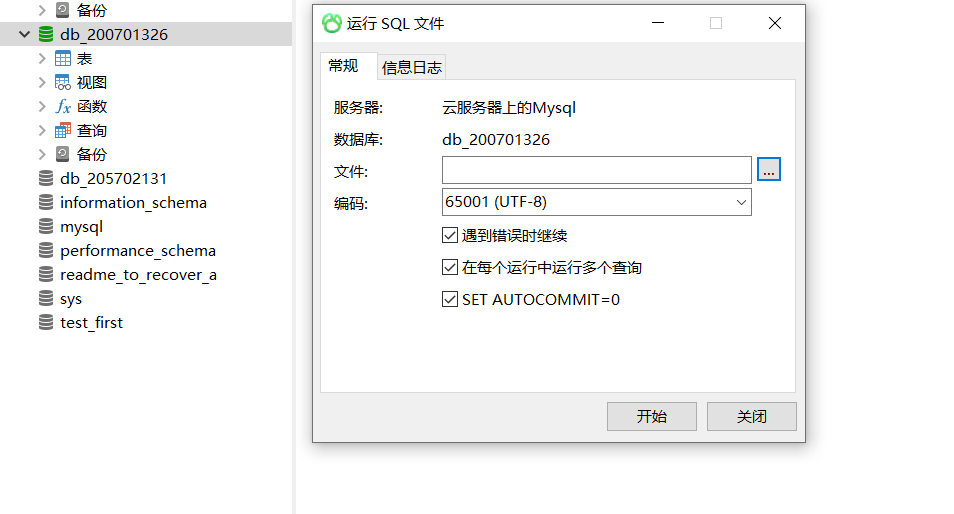 备份
db_200701326
表
视图
函数
查询
备份
db_205702131
information_schema
mysql
performance_schema
readme_to_recover_a
sys
test_first
运行 SQL 文件
常规 信息日志
服务器: 云服务器上的Mysql
数据库: db_200701326
文件: ...
编码: 65001 (UTF-8)
遇到错误时继续
在每个运行中运行多个查询
SET AUTOCOMMIT=0
开始 关闭